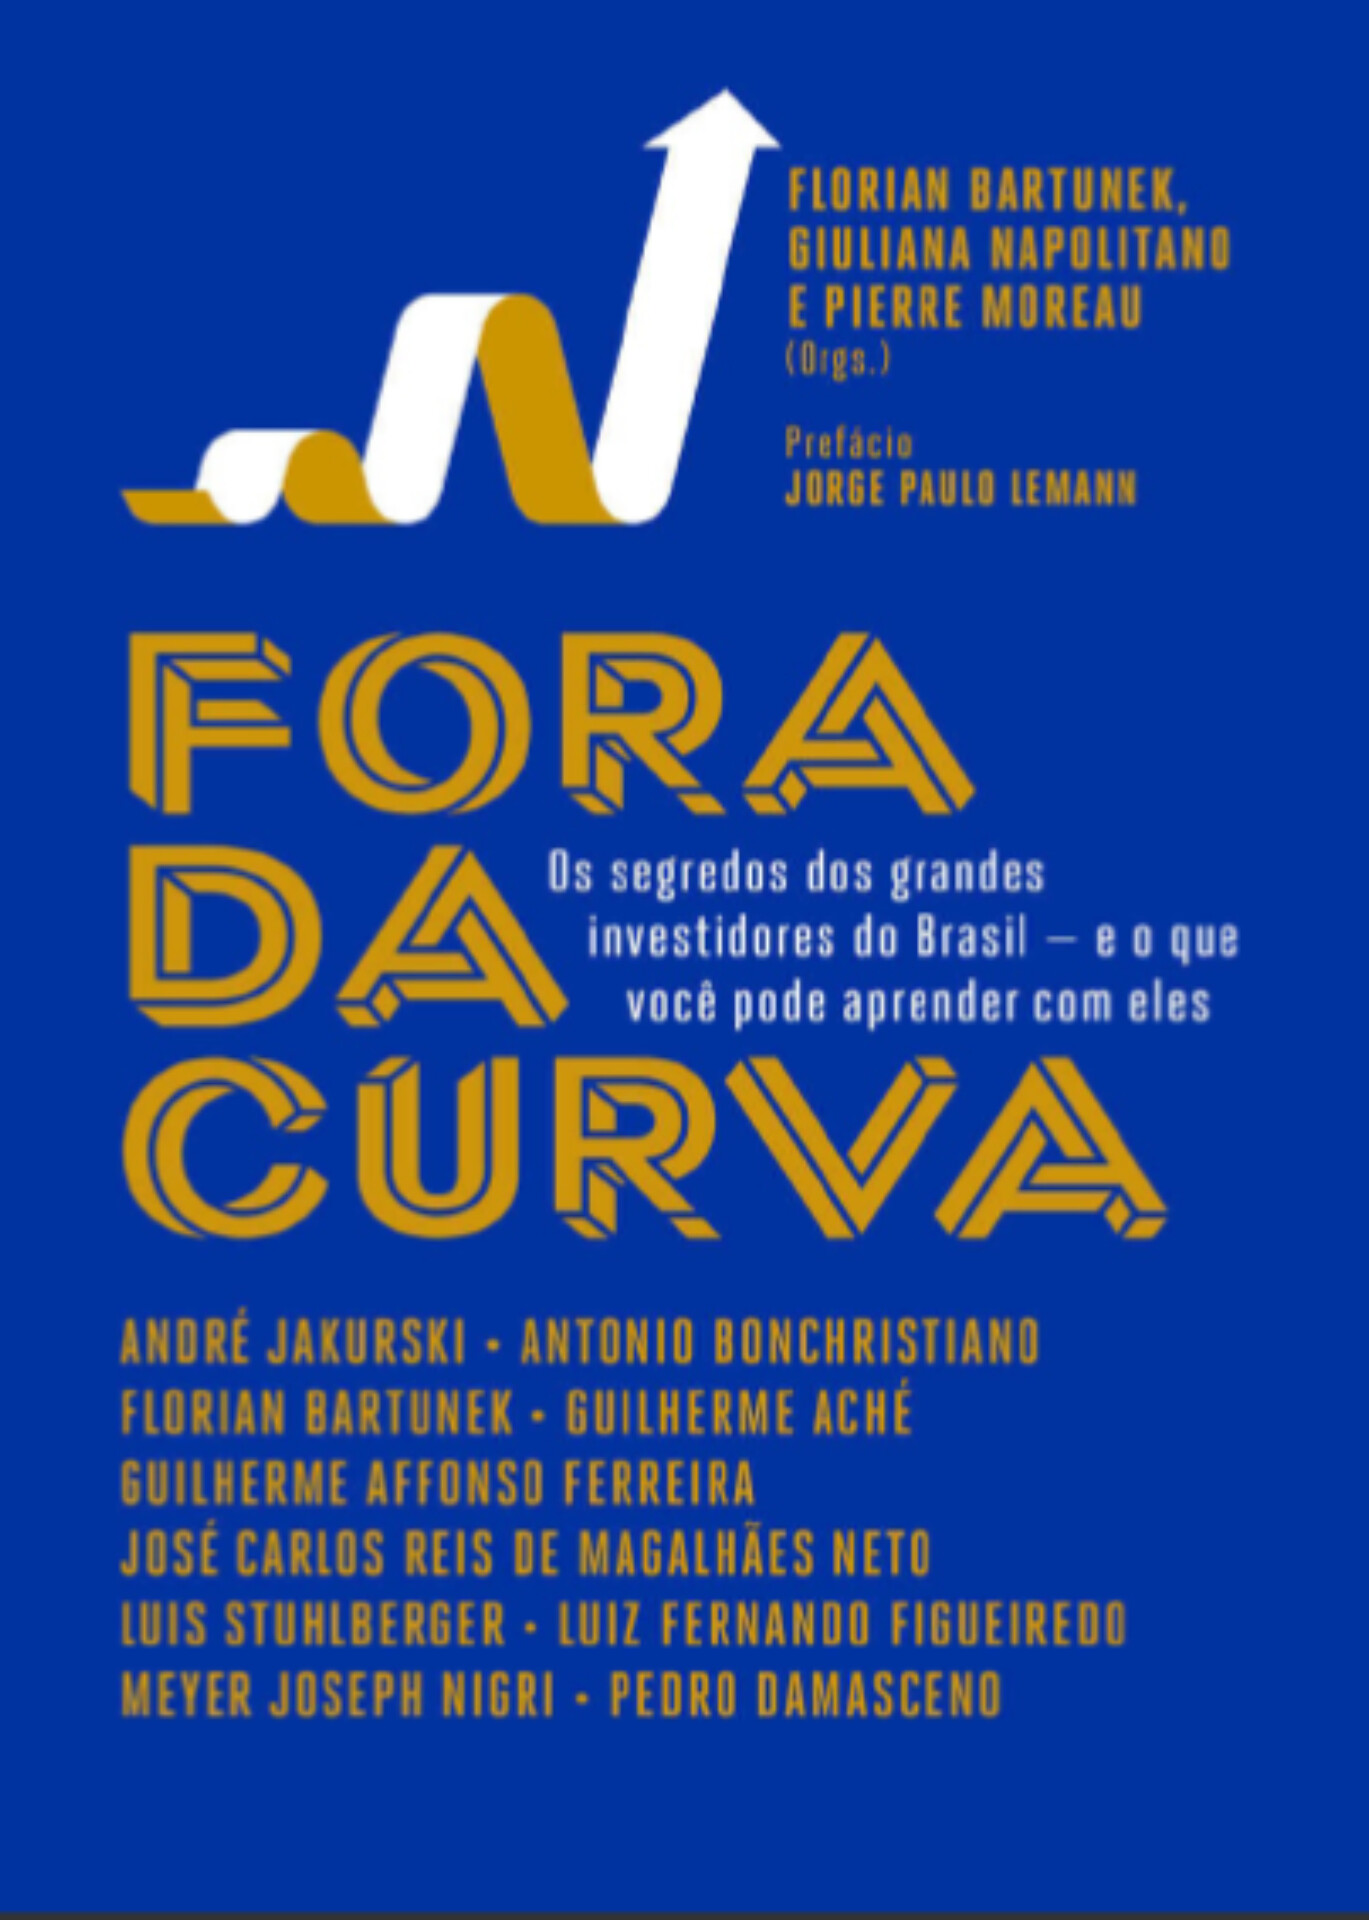 FLORIAN BARTUNEK,
GIULIANA NAPOLITANO
E PIERRE MOREAU
(Orgs.)
Prefácio
JORGE PAULO LEMANN
FORA
DA
Os segredos dos grandes
investidores do Brasil – e o que
você pode aprender com eles
CURVA
ANDRÉ JAKURSKI • ANTONIO BONCHRISTIANO
FLORIAN BARTUNEK • GUILHERME ACHÉ
GUILHERME AFFONSO FERREIRA
JOSÉ CARLOS REIS DE MAGALHÃES NETO
LUIS STUHLBERGER • LUIZ FERNANDO FIGUEIREDO
MEYER JOSEPH NIGRI • PEDRO DAMASCENO